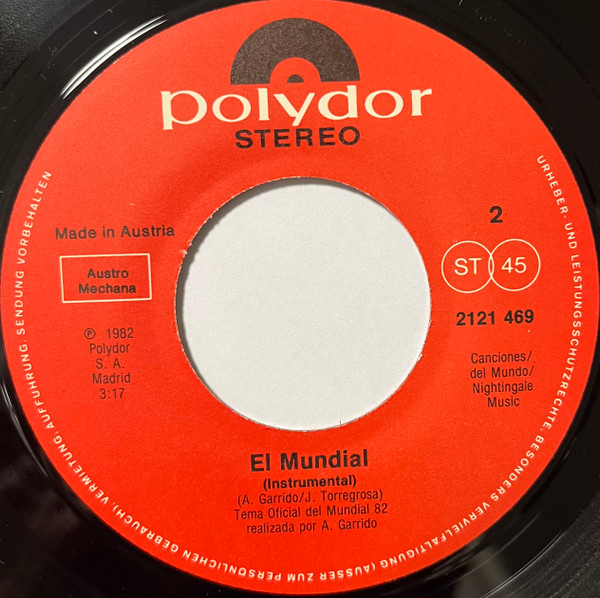 polydor
STEREO
Made in Austria
Austro
Mechana
℗ 1982
Polydor
S. A.
Madrid
3:17
2
ST 45
2121 469
Canciones/
del Mundo/
Nightingale
Music
El Mundial
(Instrumental)
(A. Garrido/J. Torregrosa)
Tema Oficial del Mundial 82
realizada por A. Garrido
URHEBER- UND LEISTUNGSSCHUTZRECHTE, BESONDERS VERVIELFÄLTIGUNG (AUSSER ZUM PERSÖNLICHEN GEBRAUCH), VERMIETUNG, AUFFÜHRUNG, SENDUNG VORBEHALTEN